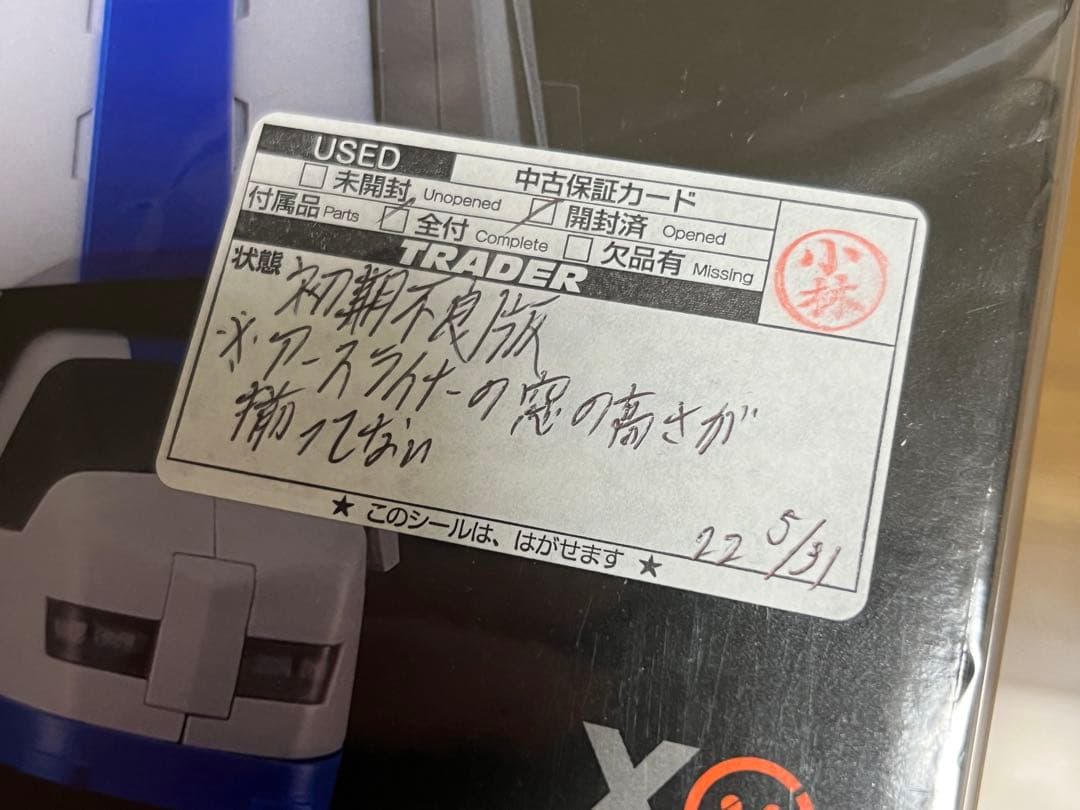 USED 中古保証カード
□ 未開封 Unopened ☑ 開封済 Opened
付属品 Parts ☑ 全付 Complete □ 欠品有 Missing
小林
TRADER
状態 初期不良版
※アースライナーの窓の高さが
揃ってない
22 5/31
★ このシールは、はがせます ★
X